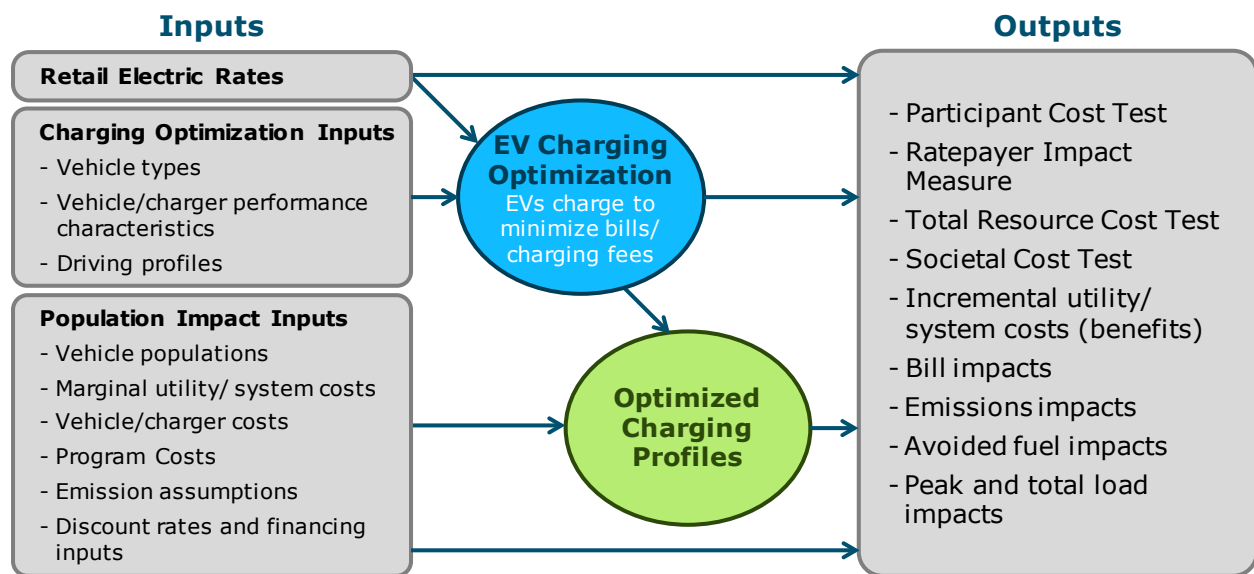 Inputs
Retail Electric Rates
Charging Optimization Inputs
- Vehicle types
- Vehicle/charger performance
characteristics
- Driving profiles
Population Impact Inputs
- Vehicle populations
- Marginal utility/ system costs
- Vehicle/charger costs
- Program Costs
- Emission assumptions
- Discount rates and financing
inputs
EV Charging
Optimization
EVs charge to
minimize bills/
charging fees
Optimized
Charging
Profiles
Outputs
- Participant Cost Test
- Ratepayer Impact
Measure
- Total Resource Cost Test
- Societal Cost Test
- Incremental utility/
system costs (benefits)
- Bill impacts
- Emissions impacts
- Avoided fuel impacts
- Peak and total load
impacts